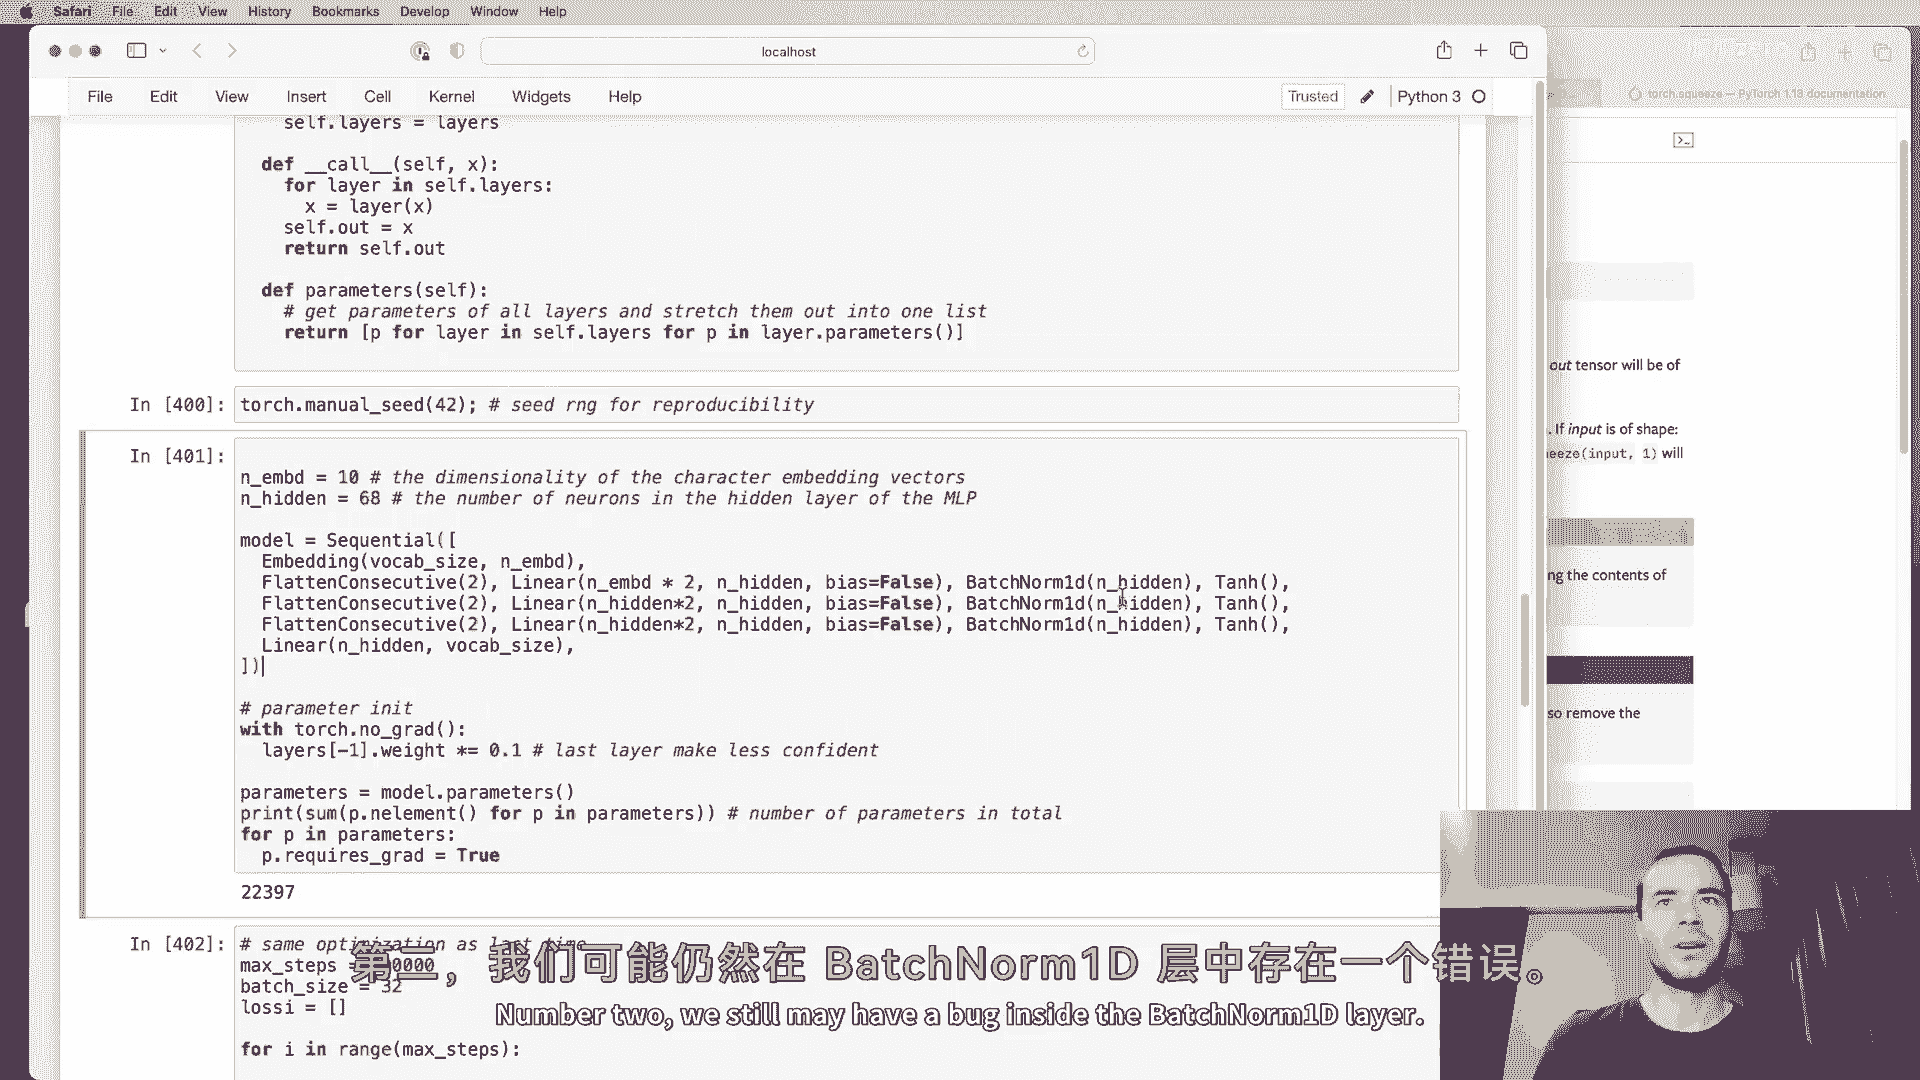 Safari File Edit View History Bookmarks Develop Window Help
localhost
torch.squeeze — PyTorch 1.13 documentation
File Edit View Insert Cell Kernel Widgets Help Trusted Python 3
self.layers = layers
def __call__(self, x):
for layer in self.layers:
x = layer(x)
self.out = x
return self.out
def parameters(self):
# get parameters of all layers and stretch them out into one list
return [p for layer in self.layers for p in layer.parameters()]
out tensor will be of
In [400]: torch.manual_seed(42); # seed rng for reproducibility
. If input is of shape:
eeze(input, 1) will
In [401]:
n_embd = 10 # the dimensionality of the character embedding vectors
n_hidden = 68 # the number of neurons in the hidden layer of the MLP
model = Sequential([
Embedding(vocab_size, n_embd),
FlattenConsecutive(2), Linear(n_embd * 2, n_hidden, bias=False), BatchNorm1d(n_hidden), Tanh(),
FlattenConsecutive(2), Linear(n_hidden*2, n_hidden, bias=False), BatchNorm1d(n_hidden), Tanh(),
FlattenConsecutive(2), Linear(n_hidden*2, n_hidden, bias=False), BatchNorm1d(n_hidden), Tanh(),
Linear(n_hidden, vocab_size),
])
ng the contents of
so remove the
# parameter init
with torch.no_grad():
layers[-1].weight *= 0.1 # last layer make less confident
parameters = model.parameters()
print(sum(p.nelement() for p in parameters)) # number of parameters in total
for p in parameters:
p.requires_grad = True
22397
In [402]: # same optimization as last time
max_steps = 0000
batch_size = 32
lossi = []
for i in range(max_steps):
第二，我们可能仍然在 BatchNorm1D 层中存在一个错误。
Number two, we still may have a bug inside the BatchNorm1D layer.